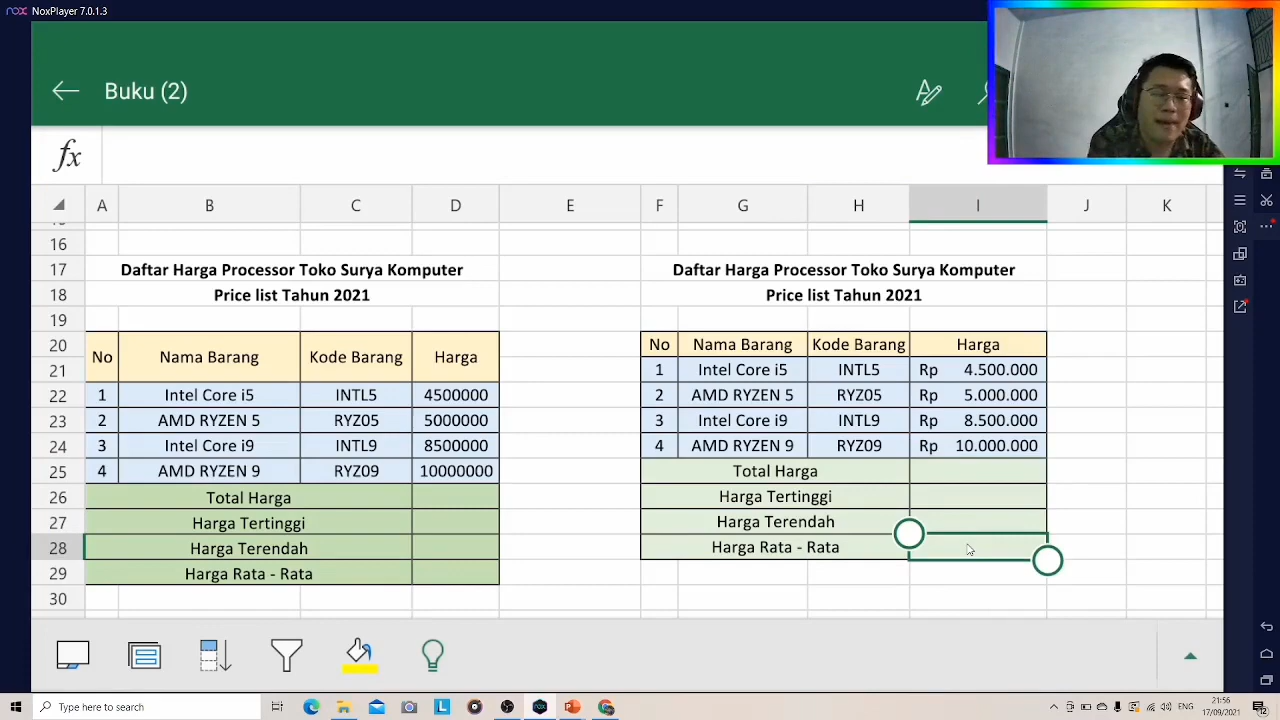 NoxPlayer 7.0.1.3
Buku (2)
fx
A B C D E F G H I J K
16
17 Daftar Harga Processor Toko Surya Komputer Daftar Harga Processor Toko Surya Komputer
18 Price list Tahun 2021 Price list Tahun 2021
19
20 No Nama Barang Kode Barang Harga No Nama Barang Kode Barang Harga
21 1 Intel Core i5 INTL5 Rp 4.500.000
22 1 Intel Core i5 INTL5 4500000 2 AMD RYZEN 5 RYZ05 Rp 5.000.000
23 2 AMD RYZEN 5 RYZ05 5000000 3 Intel Core i9 INTL9 Rp 8.500.000
24 3 Intel Core i9 INTL9 8500000 4 AMD RYZEN 9 RYZ09 Rp 10.000.000
25 4 AMD RYZEN 9 RYZ09 10000000 Total Harga
26 Total Harga Harga Tertinggi
27 Harga Tertinggi Harga Terendah
28 Harga Terendah Harga Rata - Rata
29 Harga Rata - Rata
30
Type here to search
ENG
21:56
17/09/2021